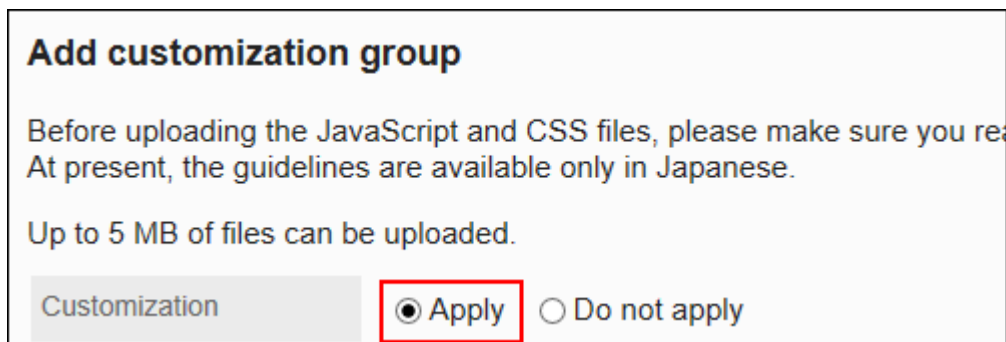 Add customization group
Before uploading the JavaScript and CSS files, please make sure you
At present, the guidelines are available only in Japanese.
Up to 5 MB of files can be uploaded.
Customization
Apply Do not apply